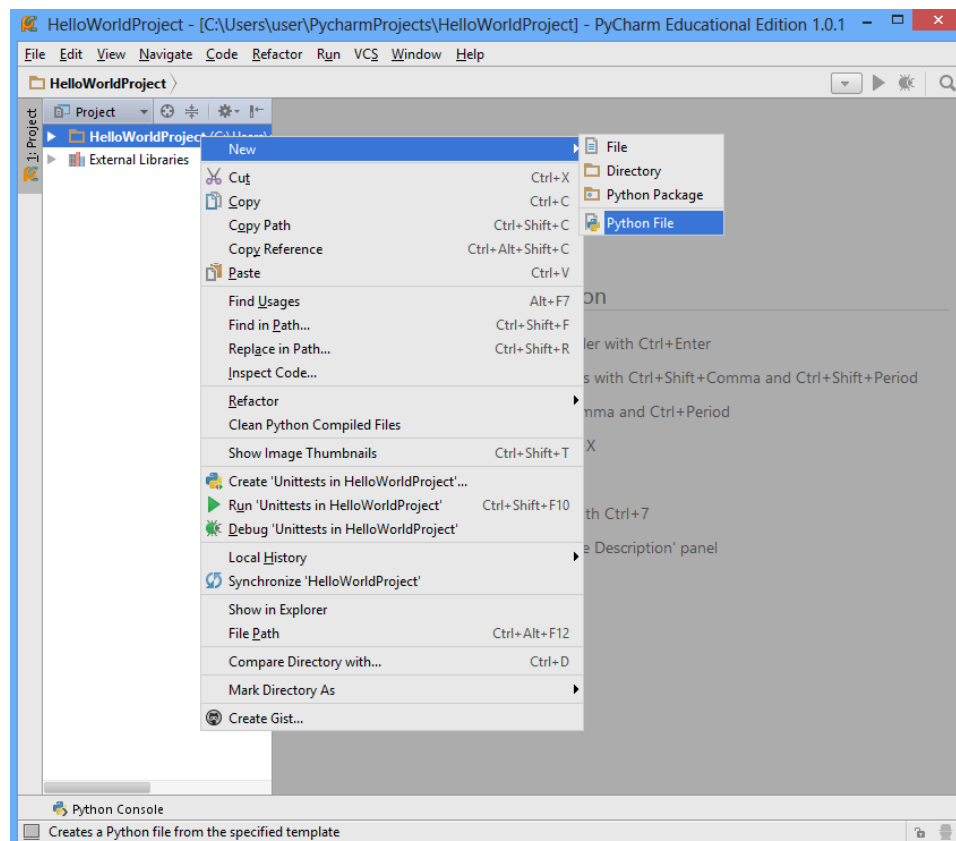 HelloWorldProject - [C:\Users\user\PycharmProjects\HelloWorldProject] - PyCharm Educational Edition 1.0.1
File Edit View Navigate Code Refactor Run VCS Window Help
HelloWorldProject
1: Project
Project
HelloWorldProject (C:\Users\
External Libraries
New
Cut Ctrl+X
Copy Ctrl+C
Copy Path Ctrl+Shift+C
Copy Reference Ctrl+Alt+Shift+C
Paste Ctrl+V
Find Usages Alt+F7
Find in Path... Ctrl+Shift+F
Replace in Path... Ctrl+Shift+R
Inspect Code...
Refactor
Clean Python Compiled Files
Show Image Thumbnails Ctrl+Shift+T
Create 'Unittests in HelloWorldProject'...
Run 'Unittests in HelloWorldProject' Ctrl+Shift+F10
Debug 'Unittests in HelloWorldProject'
Local History
Synchronize 'HelloWorldProject'
Show in Explorer
File Path Ctrl+Alt+F12
Compare Directory with... Ctrl+D
Mark Directory As
Create Gist...
File
Directory
Python Package
Python File
on
ler with Ctrl+Enter
s with Ctrl+Shift+Comma and Ctrl+Shift+Period
mma and Ctrl+Period
X
th Ctrl+7
e Description' panel
Python Console
Creates a Python file from the specified template